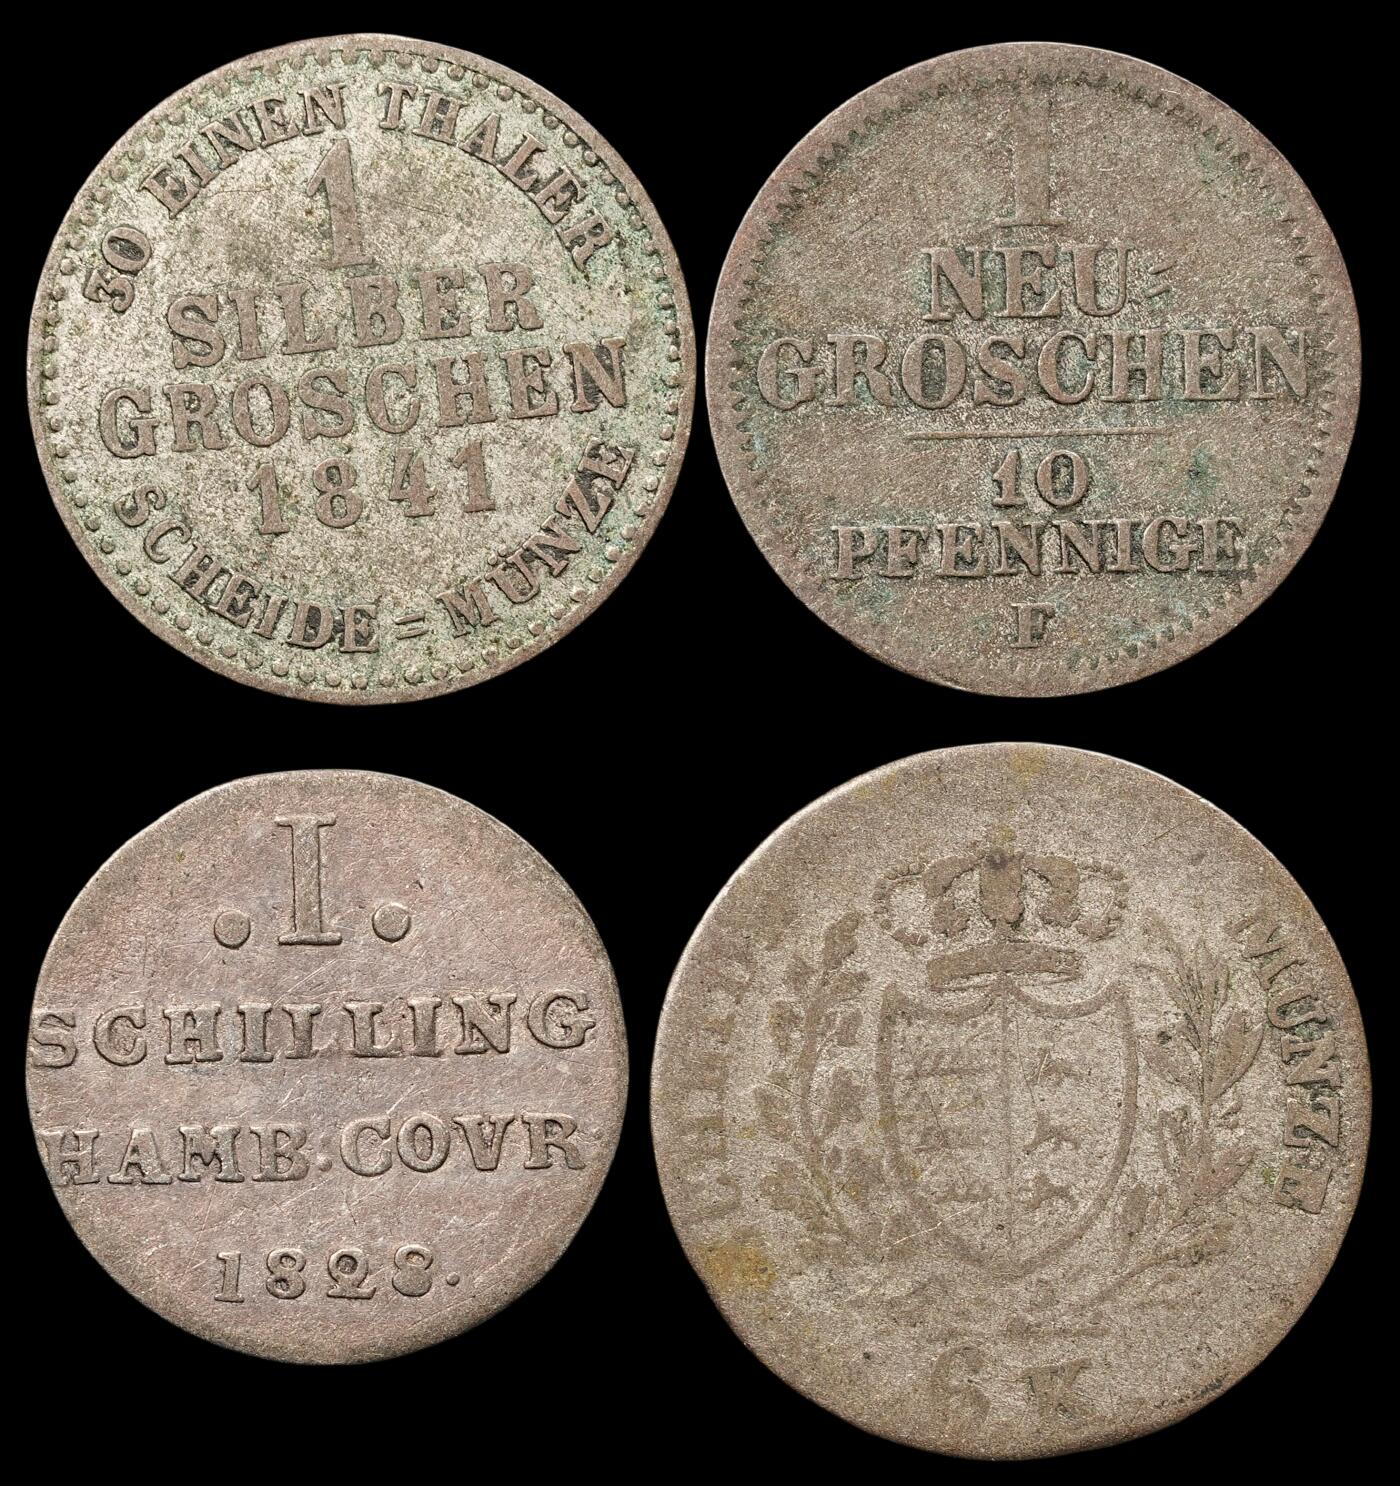 30 EINEN THALER
1
SILBER
GROSCHEN
1841
SCHEIDE = MÜNZE
1
NEU=
GROSCHEN
10
PFENNIGE
F
.I.
SCHILLING
HAMB:COVR
1828.
MÜNZE
6 K